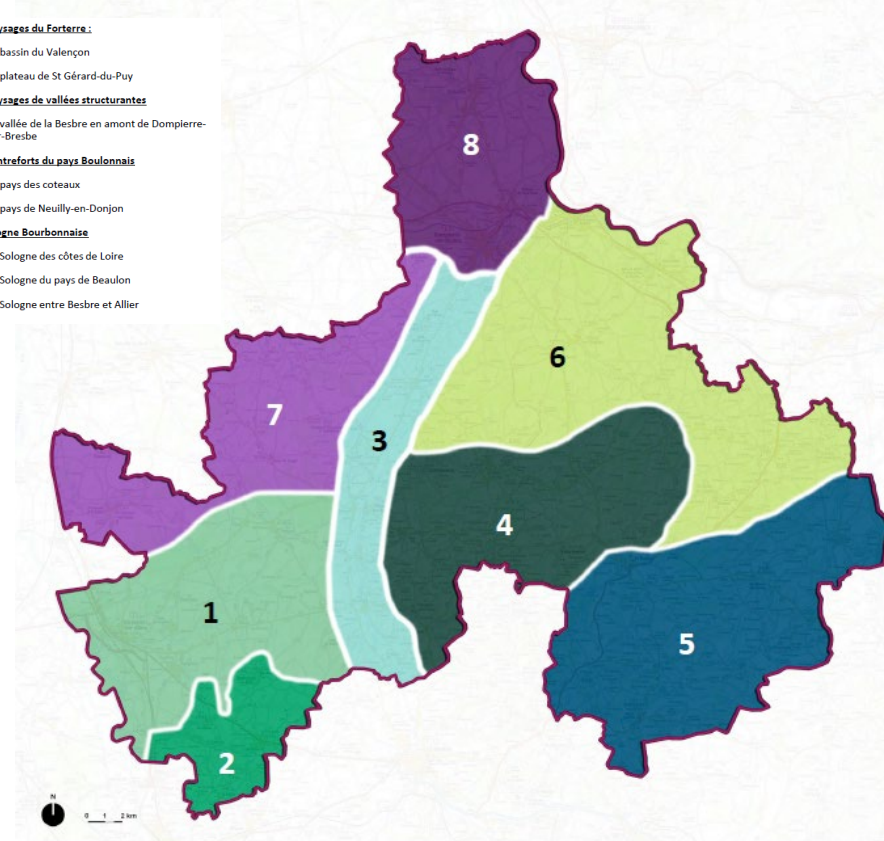 ysages du Forterre :
bassin du Valençon
plateau de St Gérard-du-Puy
ysages de vallées structurantes
vallée de la Besbre en amont de Dompierre-
r-Bresbe
ntreforts du pays Boulonnais
pays des coteaux
pays de Neuilly-en-Donjon
ogne Bourbonnaise
Sologne des côtes de Loire
Sologne du pays de Beaulon
Sologne entre Besbre et Allier
8
6
7
3
4
1
5
2
N
0 1 2 km